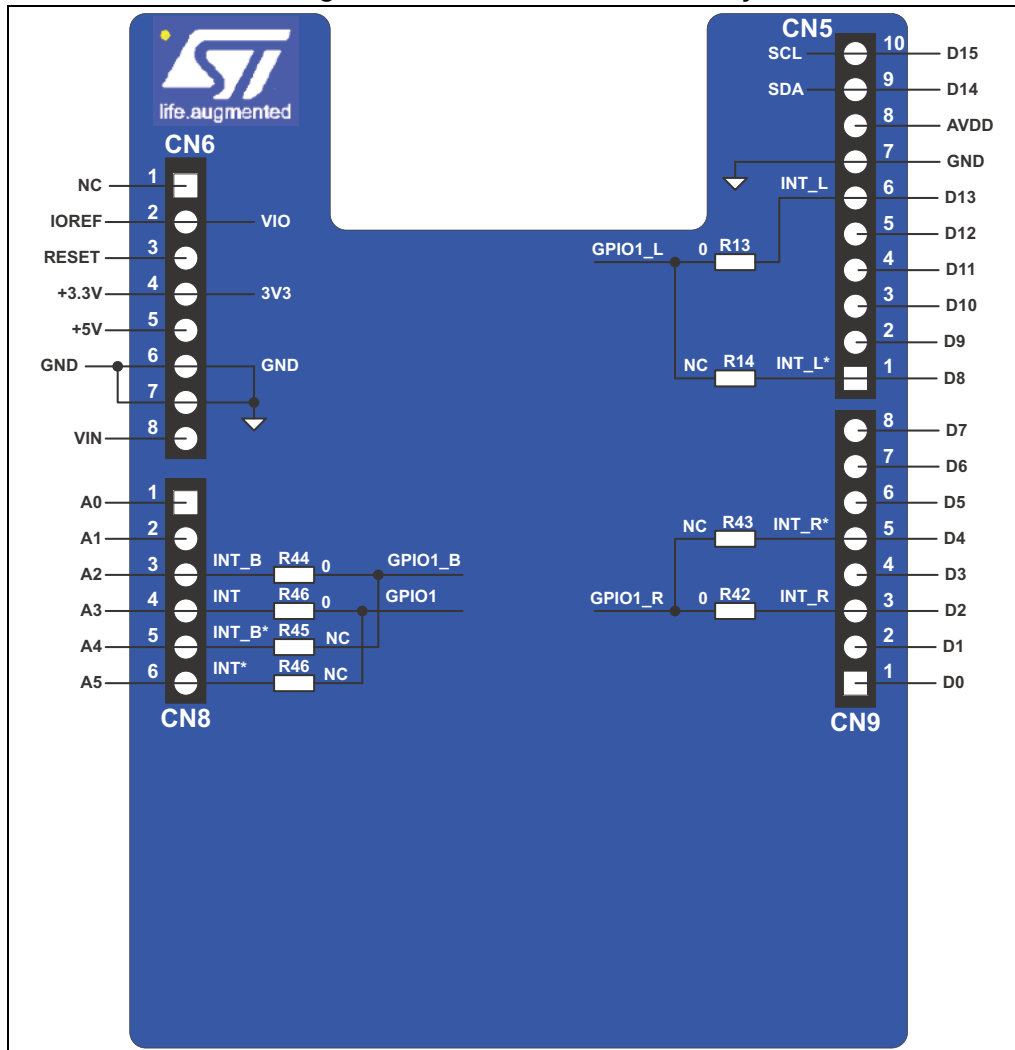 life.augmented
CN6
NC 1
IOREF 2 VIO
RESET 3
+3.3V 4 3V3
+5V 5
GND 6 GND
7
VIN 8
A0 1
A1 2
A2 3 INT_B R44 0 GPIO1_B
A3 4 INT R46 0 GPIO1
A4 5 INT_B* R45 NC
A5 6 INT* R46 NC
CN8
CN5
SCL 10 D15
SDA 9 D14
8 AVDD
7 GND
INT_L 6 D13
5 D12
GPIO1_L 0 R13
4 D11
3 D10
2 D9
NC R14 INT_L* 1 D8
8 D7
7 D6
6 D5
NC R43 INT_R* 5 D4
4 D3
GPIO1_R 0 R42 INT_R 3 D2
2 D1
1 D0
CN9